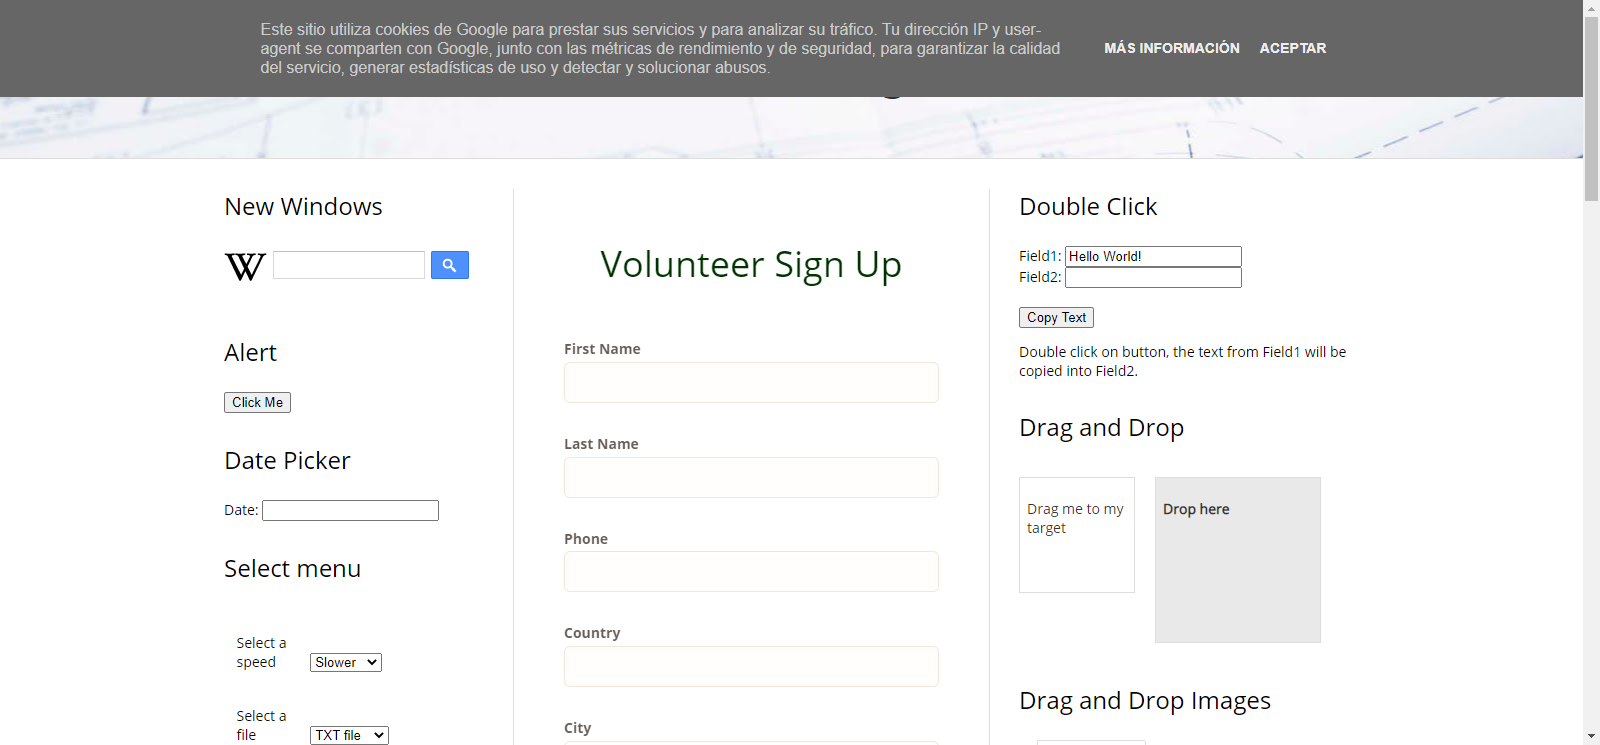 Este sitio utiliza cookies de Google para prestar sus servicios y para analizar su tráfico. Tu dirección IP y user-
agent se comparten con Google, junto con las métricas de rendimiento y de seguridad, para garantizar la calidad
del servicio, generar estadísticas de uso y detectar y solucionar abusos.
MÁS INFORMACIÓN
ACEPTAR
New Windows
W
Alert
Click Me
Date Picker
Date:
Select menu
Select a
speed
Slower
Select a
file
TXT file
Volunteer Sign Up
First Name
Last Name
Phone
Country
City
Double Click
Field1: Hello World!
Field2:
Copy Text
Double click on button, the text from Field1 will be
copied into Field2.
Drag and Drop
Drag me to my
target
Drop here
Drag and Drop Images